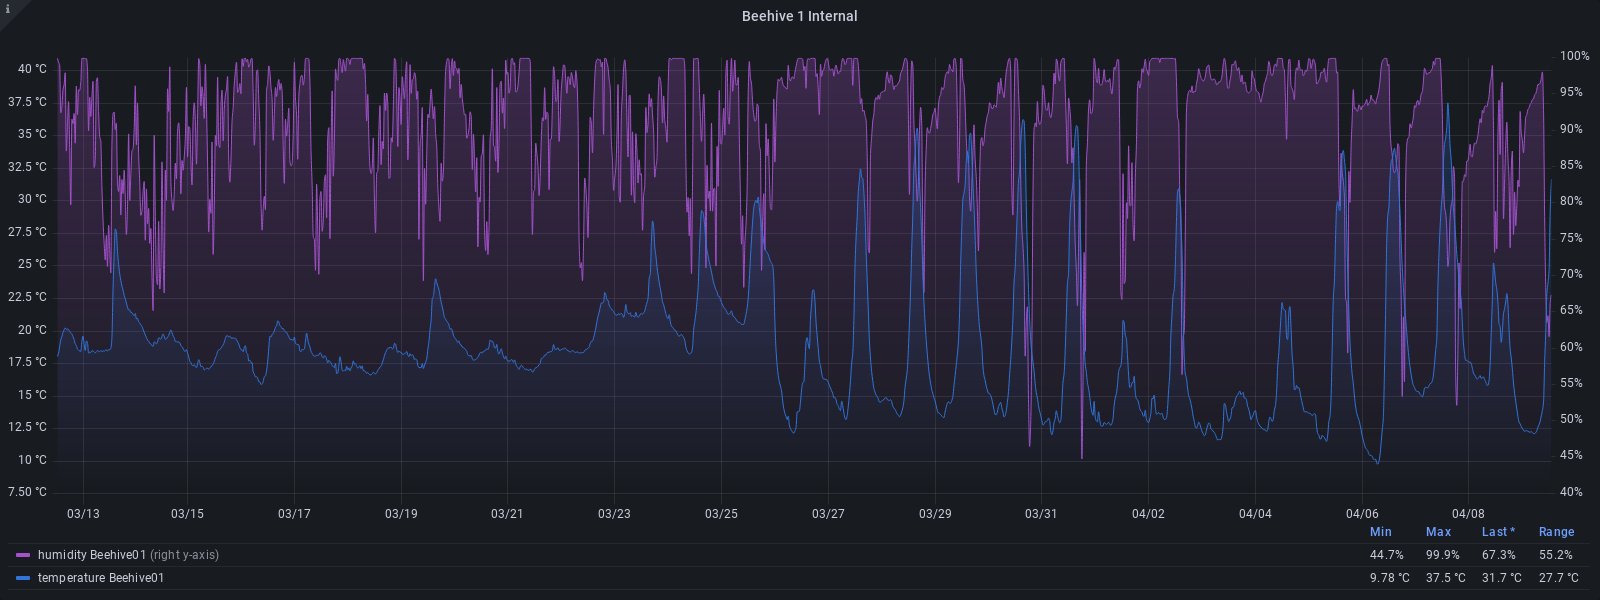 i
Beehive 1 Internal
40 °C 100%
37.5 °C 95%
35 °C 90%
32.5 °C 85%
30 °C 80%
27.5 °C 75%
25 °C 70%
22.5 °C 65%
20 °C 60%
17.5 °C 55%
15 °C 50%
12.5 °C 45%
10 °C 40%
7.50 °C
03/13 03/15 03/17 03/19 03/21 03/23 03/25 03/27 03/29 03/31 04/02 04/04 04/06 04/08
Min Max Last * Range
humidity Beehive01 (right y-axis) 44.7% 99.9% 67.3% 55.2%
temperature Beehive01 9.78 °C 37.5 °C 31.7 °C 27.7 °C